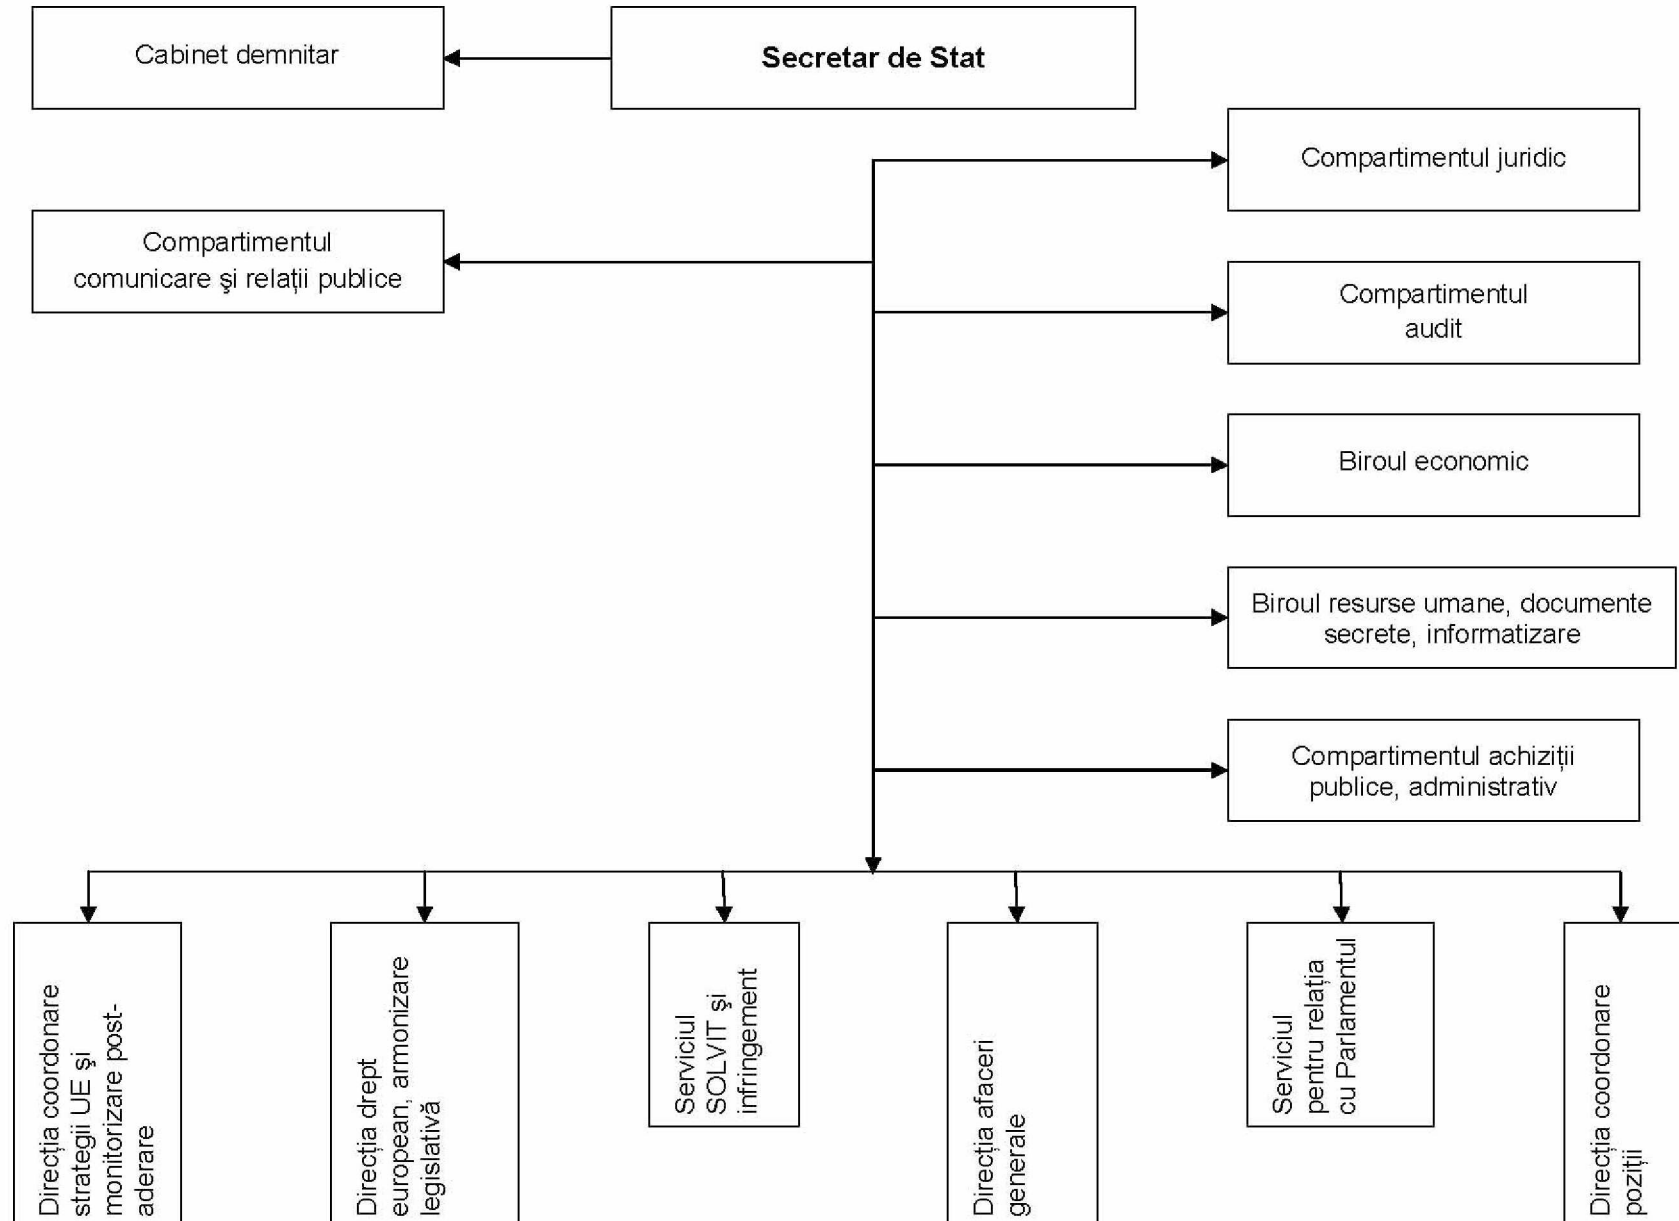 Cabinet demnitar
Secretar de Stat
Compartimentul juridic
Compartimentul
comunicare şi relaţii publice
Compartimentul
audit
Biroul economic
Biroul resurse umane, documente
secrete, informatizare
Compartimentul achiziţii
publice, administrativ
Direcţia coordonare
strategii UE şi
monitorizare post-
aderare
Direcţia drept
european, armonizare
legislativă
Serviciul
SOLVIT şi
infringement
Direcţia afaceri
generale
Serviciul
pentru relaţia
cu Parlamentul
Direcţia coordonare
poziţii